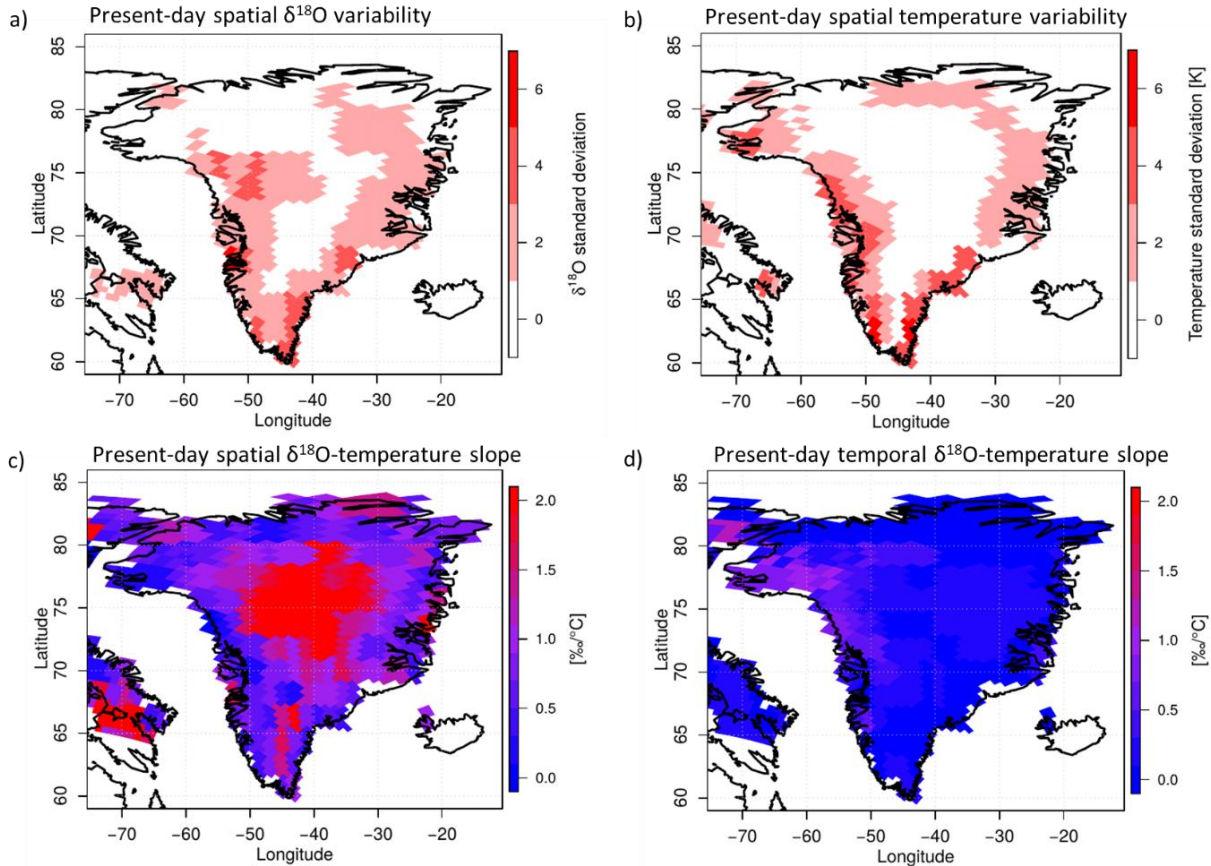 a) Present-day spatial δ¹⁸O variability
85
80
75
70
65
60
Latitude
−70 −60 −50 −40 −30 −20
Longitude
6
4
2
0
δ¹⁸O standard deviation
b) Present-day spatial temperature variability
85
80
75
70
65
60
Latitude
−70 −60 −50 −40 −30 −20
Longitude
6
4
2
0
Temperature standard deviation [K]
c) Present-day spatial δ¹⁸O-temperature slope
85
80
75
70
65
60
Latitude
−70 −60 −50 −40 −30 −20
Longitude
2.0
1.5
1.0
0.5
0.0
[‰/°C]
d) Present-day temporal δ¹⁸O-temperature slope
85
80
75
70
65
60
Latitude
−70 −60 −50 −40 −30 −20
Longitude
2.0
1.5
1.0
0.5
0.0
[‰/°C]